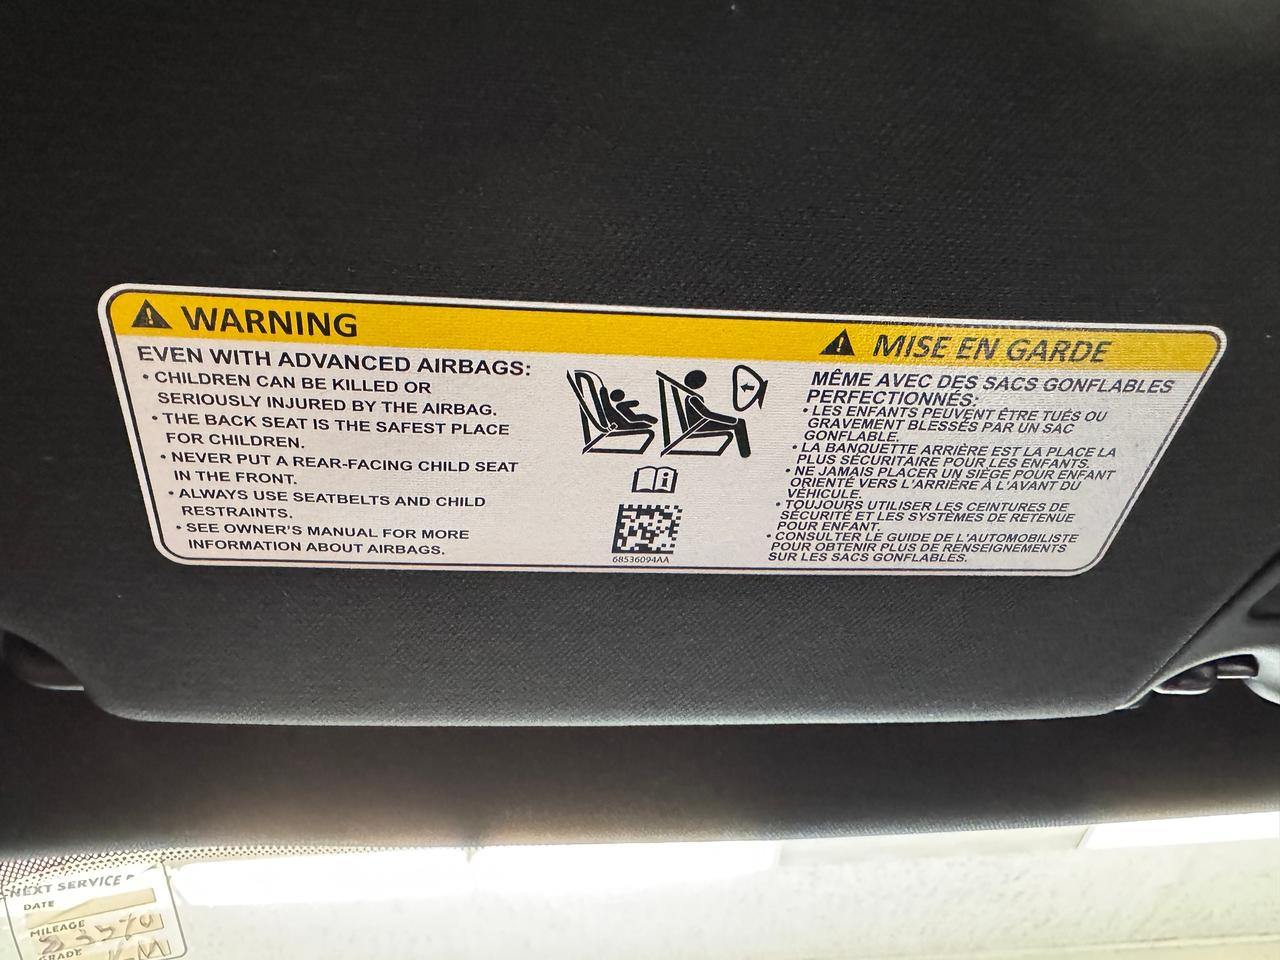 WARNING
EVEN WITH ADVANCED AIRBAGS:
• CHILDREN CAN BE KILLED OR
SERIOUSLY INJURED BY THE AIRBAG.
• THE BACK SEAT IS THE SAFEST PLACE
FOR CHILDREN.
• NEVER PUT A REAR-FACING CHILD SEAT
IN THE FRONT.
• ALWAYS USE SEATBELTS AND CHILD
RESTRAINTS.
• SEE OWNER'S MANUAL FOR MORE
INFORMATION ABOUT AIRBAGS.
68536094AA
MISE EN GARDE
MÊME AVEC DES SACS GONFLABLES
PERFECTIONNÉS:
• LES ENFANTS PEUVENT ÊTRE TUÉS OU
GRAVEMENT BLESSÉS PAR UN SAC
GONFLABLE.
• LA BANQUETTE ARRIÈRE EST LA PLACE LA
PLUS SÉCURITAIRE POUR LES ENFANTS.
• NE JAMAIS PLACER UN SIÈGE POUR ENFANT
ORIENTÉ VERS L'ARRIÈRE À L'AVANT DU
VÉHICULE.
• TOUJOURS UTILISER LES CEINTURES DE
SÉCURITÉ ET LES SYSTÈMES DE RETENUE
POUR ENFANT.
• CONSULTER LE GUIDE DE L'AUTOMOBILISTE
POUR OBTENIR PLUS DE RENSEIGNEMENTS
SUR LES SACS GONFLABLES.
NEXT SERVICE
DATE
MILEAGE
GRADE